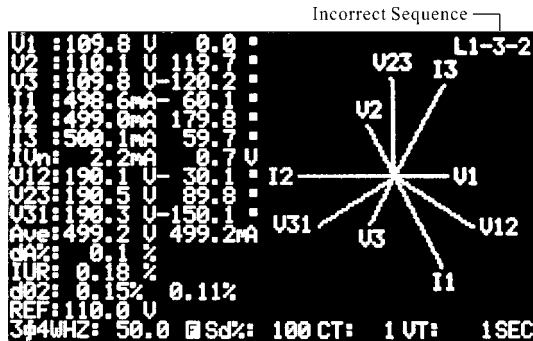 Incorrect Sequence
V1 :109.8 V 0.0 °
V2 :110.1 V 119.7 °
V3 :109.8 V-120.2 °
I1 :498.6mA- 60.1 °
I2 :499.0mA 179.8 °
I3 :500.1mA 59.7 °
IVn: 2.2mA 0.7 V
V12:190.1 V- 30.1 °
V23:190.5 V 89.8 °
V31:190.3 V-150.1 °
Ave:499.2 V 499.2mA
dA%: 0.1 %
IUR: 0.18 %
d02: 0.15% 0.11%
REF:110.0 V
3φ4WHZ: 50.0 F Sd%: 100 CT: 1 VT: 1SEC
L1-3-2
V23
I3
V2
I2
V1
V31
V3
V12
I1